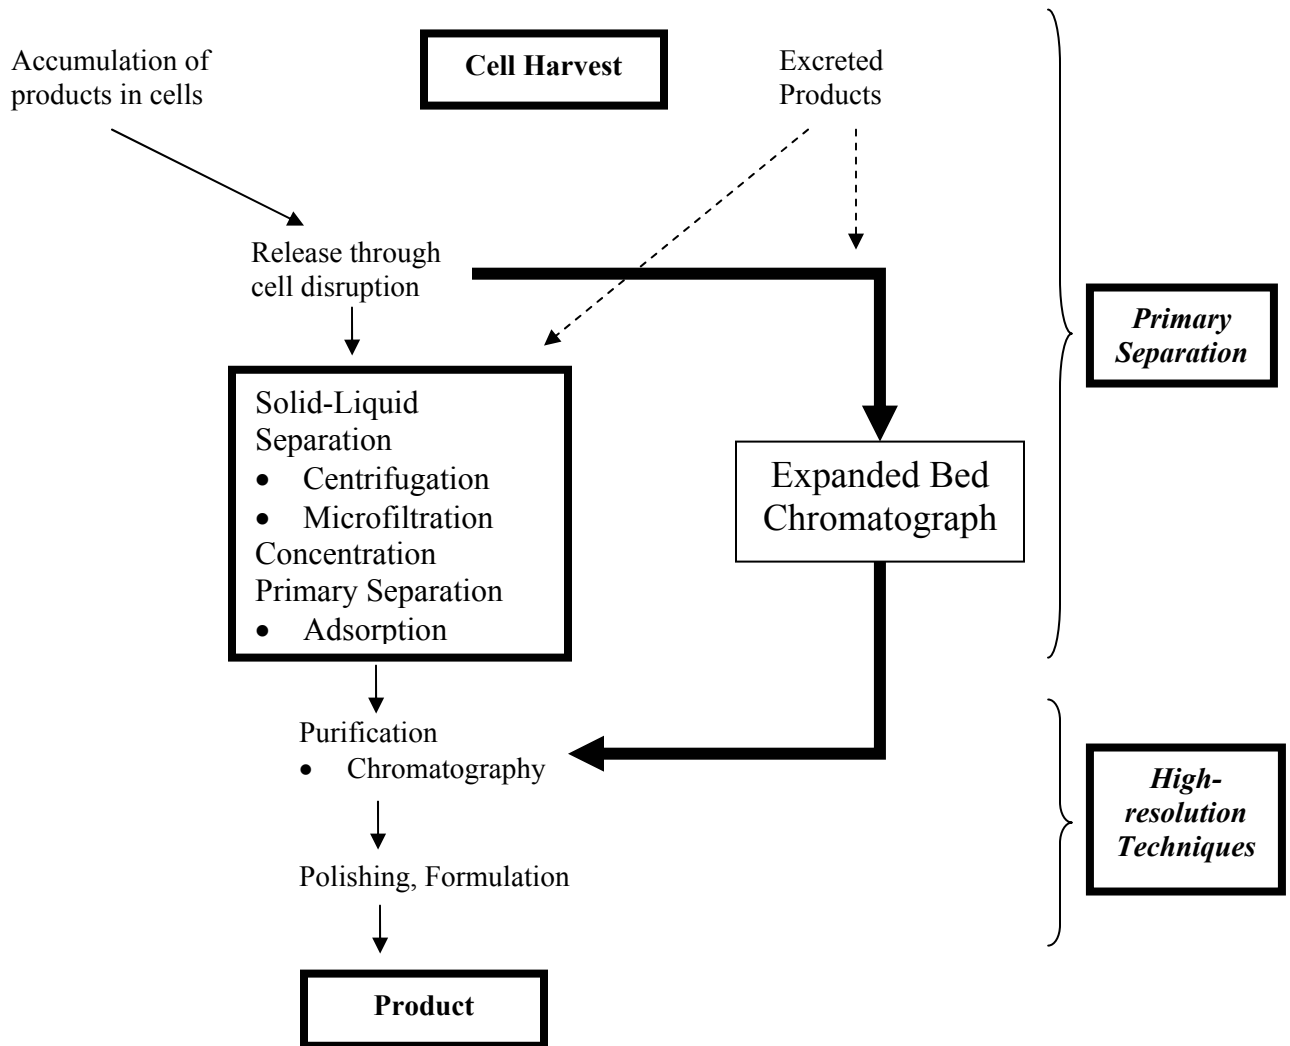 Accumulation of
products in cells
Cell Harvest
Excreted
Products
Release through
cell disruption
Primary
Separation
Solid-Liquid
Separation
• Centrifugation
• Microfiltration
Concentration
Primary Separation
• Adsorption
Expanded Bed
Chromatograph
Purification
• Chromatography
High-
resolution
Techniques
Polishing, Formulation
Product